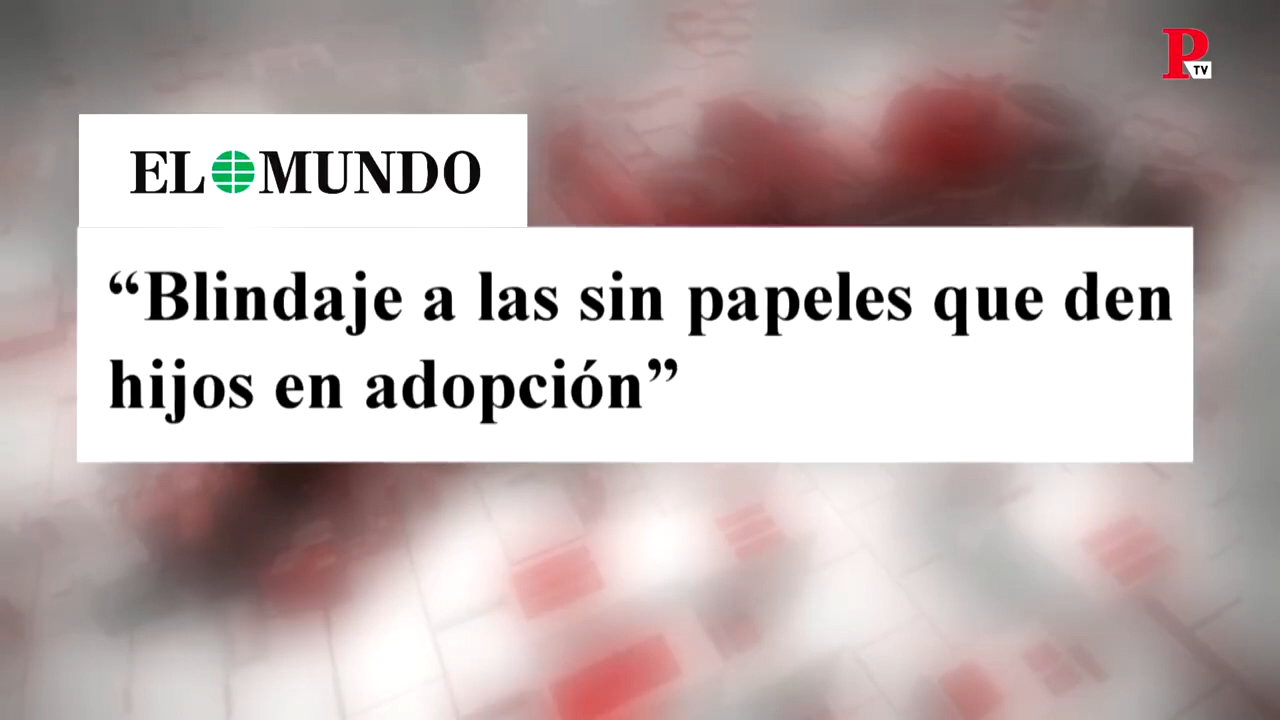 P
TV
EL MUNDO
“Blindaje a las sin papeles que den
hijos en adopción”